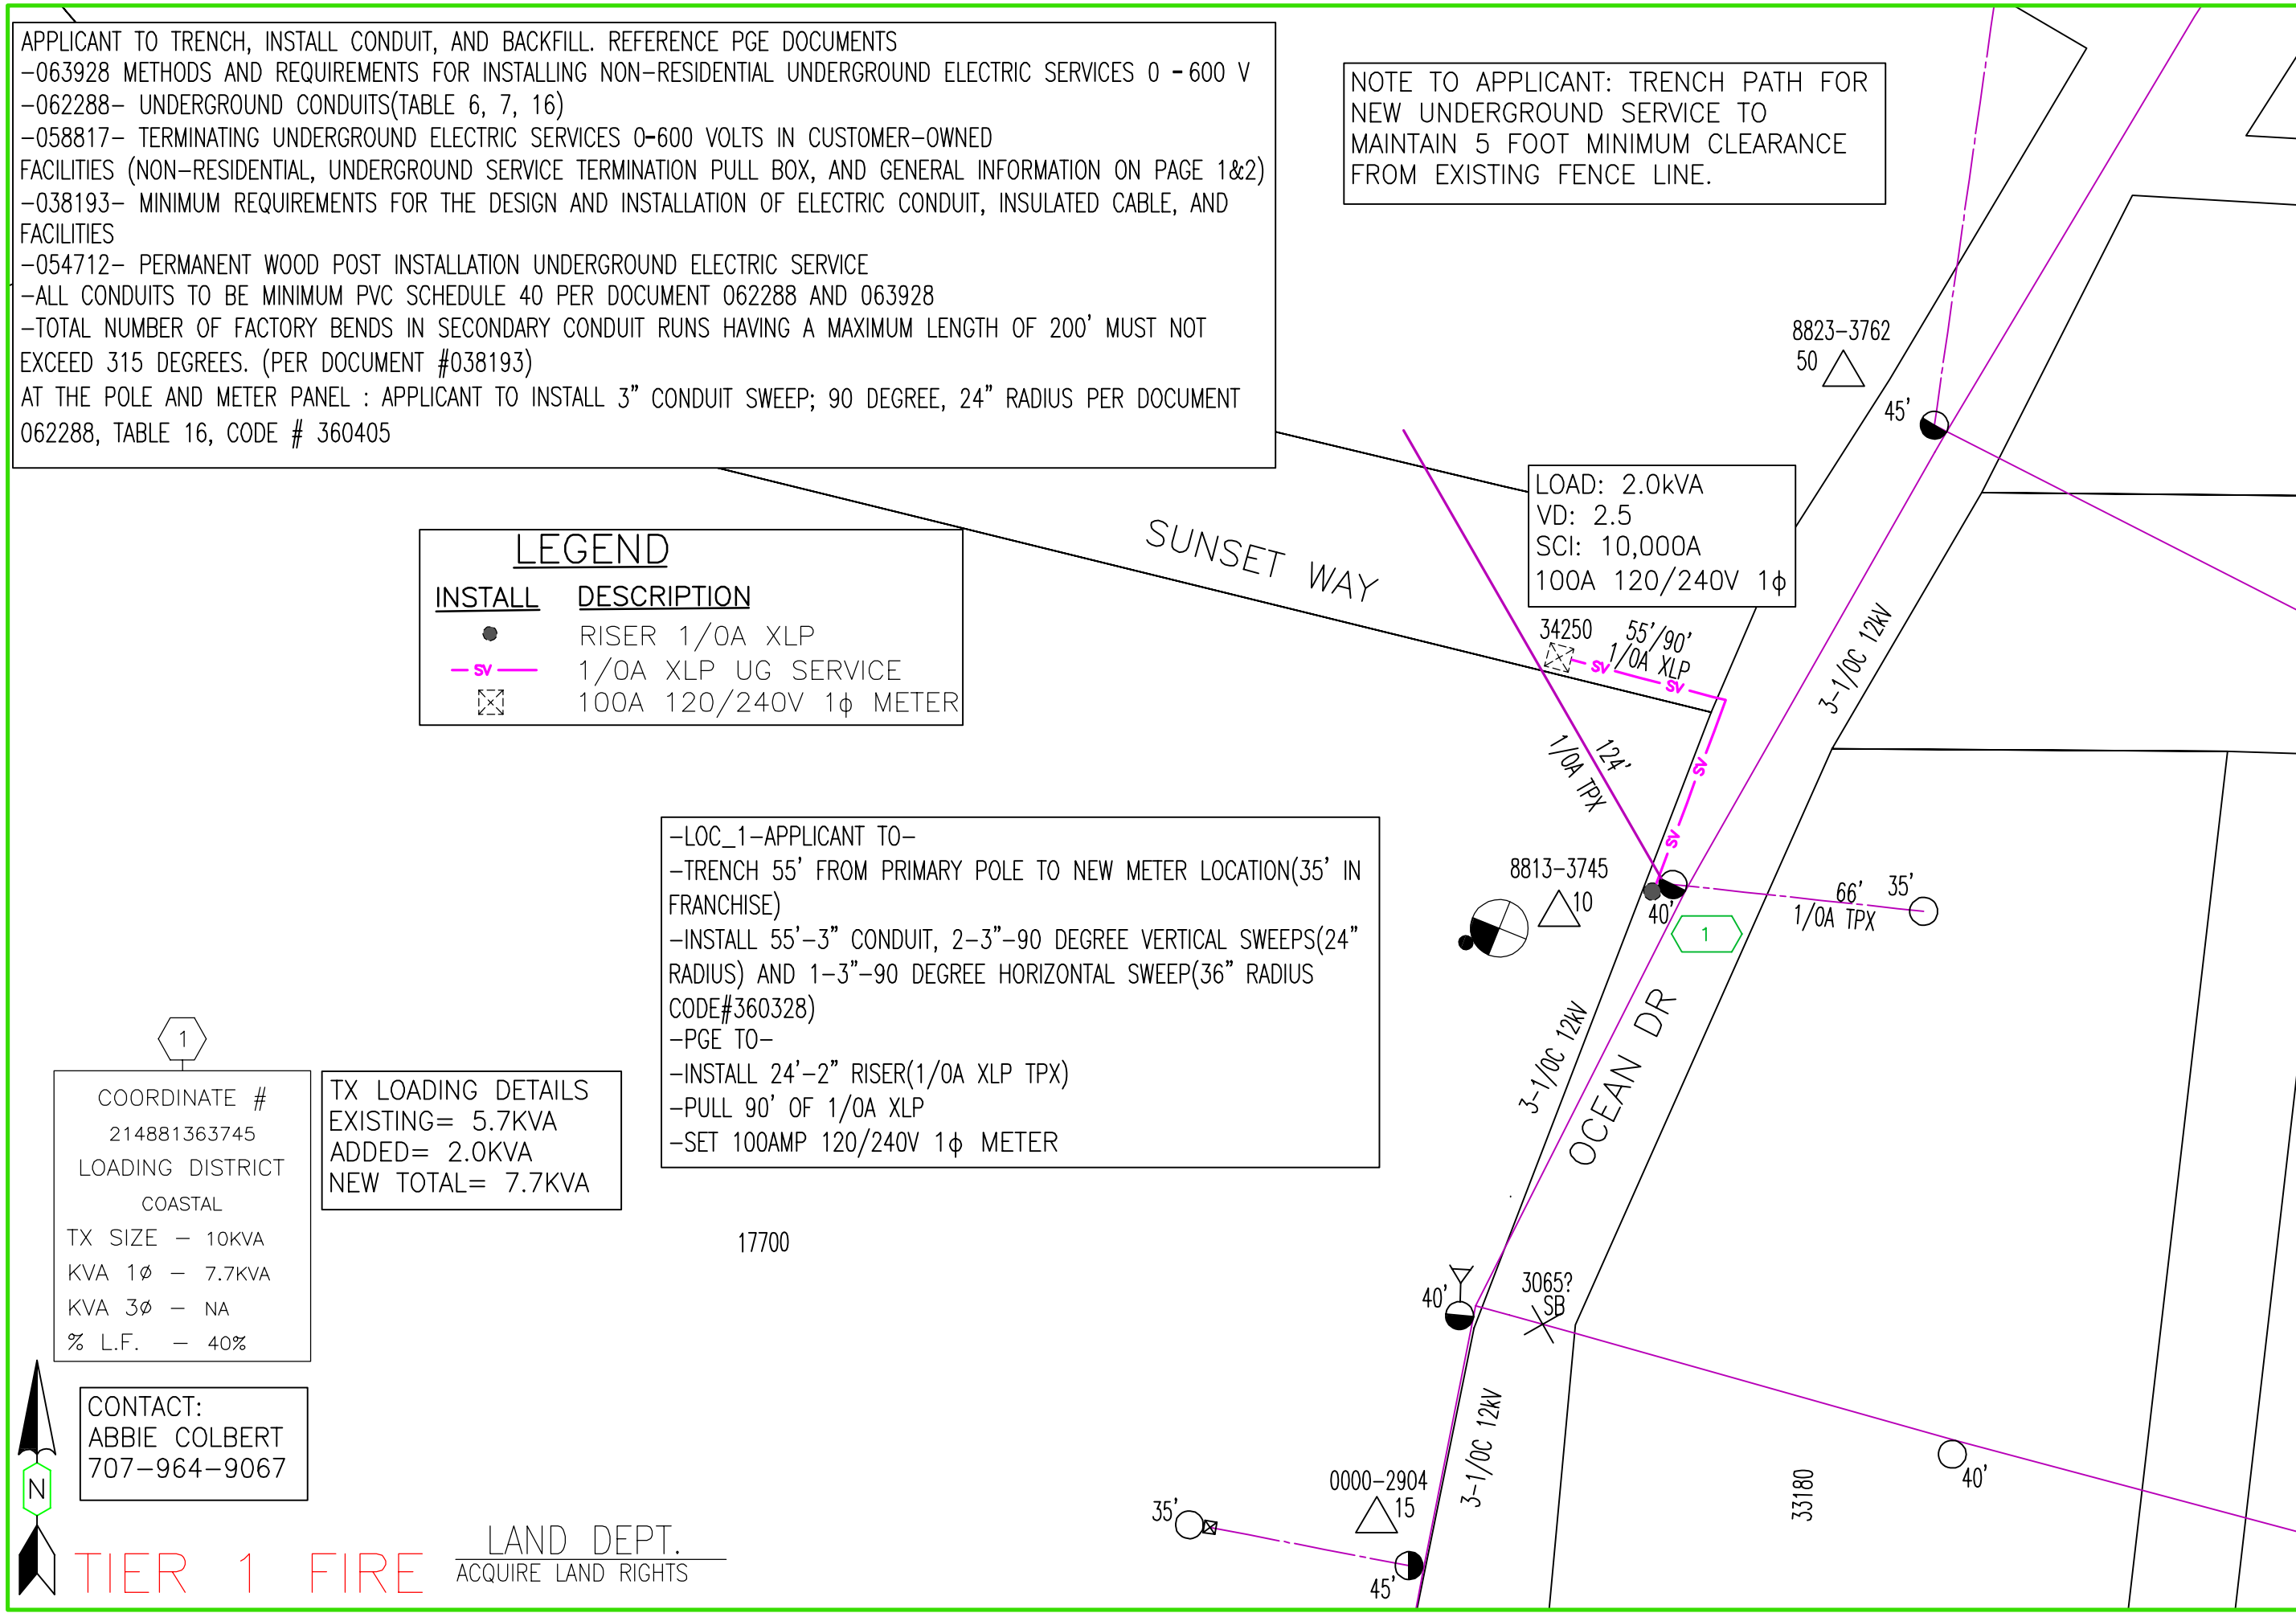 APPLICANT TO TRENCH, INSTALL CONDUIT, AND BACKFILL. REFERENCE PGE DOCUMENTS
-063928 METHODS AND REQUIREMENTS FOR INSTALLING NON-RESIDENTIAL UNDERGROUND ELECTRIC SERVICES 0 - 600 V
-062288- UNDERGROUND CONDUITS(TABLE 6, 7, 16)
-058817- TERMINATING UNDERGROUND ELECTRIC SERVICES 0-600 VOLTS IN CUSTOMER-OWNED
FACILITIES (NON-RESIDENTIAL, UNDERGROUND SERVICE TERMINATION PULL BOX, AND GENERAL INFORMATION ON PAGE 1&2)
-038193- MINIMUM REQUIREMENTS FOR THE DESIGN AND INSTALLATION OF ELECTRIC CONDUIT, INSULATED CABLE, AND
FACILITIES
-054712- PERMANENT WOOD POST INSTALLATION UNDERGROUND ELECTRIC SERVICE
-ALL CONDUITS TO BE MINIMUM PVC SCHEDULE 40 PER DOCUMENT 062288 AND 063928
-TOTAL NUMBER OF FACTORY BENDS IN SECONDARY CONDUIT RUNS HAVING A MAXIMUM LENGTH OF 200' MUST NOT
EXCEED 315 DEGREES. (PER DOCUMENT #038193)
AT THE POLE AND METER PANEL : APPLICANT TO INSTALL 3" CONDUIT SWEEP; 90 DEGREE, 24" RADIUS PER DOCUMENT
062288, TABLE 16, CODE # 360405
NOTE TO APPLICANT: TRENCH PATH FOR
NEW UNDERGROUND SERVICE TO
MAINTAIN 5 FOOT MINIMUM CLEARANCE
FROM EXISTING FENCE LINE.
8823-3762
50
45'
LOAD: 2.0kVA
VD: 2.5
SCI: 10,000A
100A 120/240V 1ϕ
SUNSET WAY
LEGEND
INSTALL DESCRIPTION
RISER 1/0A XLP
SV 1/0A XLP UG SERVICE
100A 120/240V 1ϕ METER
34250
55'/90'
1/0A XLP
SV
SV
SV
SV
3-1/0C 12kV
124'
1/0A TPX
8813-3745
10
40'
1
66'
1/0A TPX
35'
-LOC_1-APPLICANT TO-
-TRENCH 55' FROM PRIMARY POLE TO NEW METER LOCATION(35' IN
FRANCHISE)
-INSTALL 55'-3" CONDUIT, 2-3"-90 DEGREE VERTICAL SWEEPS(24"
RADIUS) AND 1-3"-90 DEGREE HORIZONTAL SWEEP(36" RADIUS
CODE#360328)
-PGE TO-
-INSTALL 24'-2" RISER(1/0A XLP TPX)
-PULL 90' OF 1/0A XLP
-SET 100AMP 120/240V 1ϕ METER
3-1/0C 12kV
OCEAN DR
1
COORDINATE #
214881363745
LOADING DISTRICT
COASTAL
TX SIZE - 10KVA
KVA 1ø - 7.7KVA
KVA 3ø - NA
% L.F. - 40%
TX LOADING DETAILS
EXISTING= 5.7KVA
ADDED= 2.0KVA
NEW TOTAL= 7.7KVA
17700
40'
3065?
SB
3-1/0C 12kV
CONTACT:
ABBIE COLBERT
707-964-9067
N
TIER 1 FIRE
LAND DEPT.
ACQUIRE LAND RIGHTS
35'
0000-2904
15
45'
33180
40'